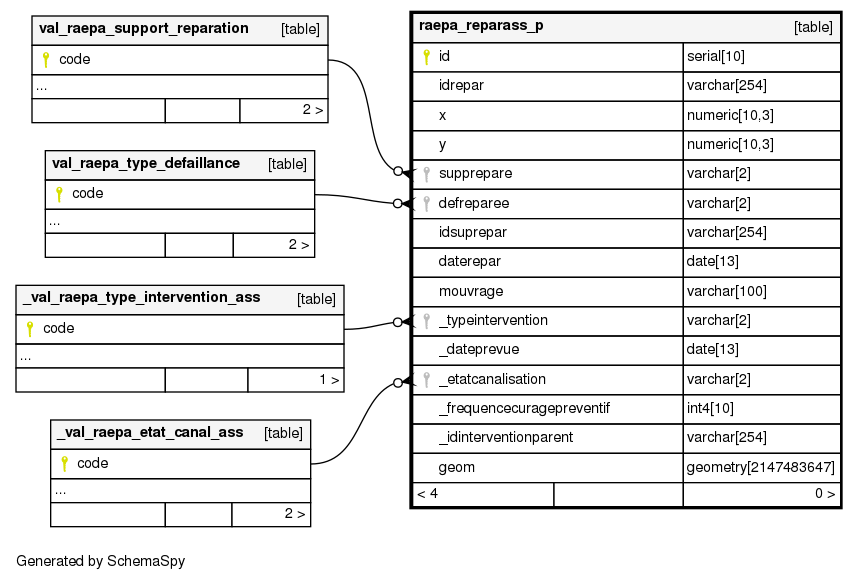 val_raepa_support_reparation [table]
code
...
2 >
val_raepa_type_defaillance [table]
code
...
2 >
_val_raepa_type_intervention_ass [table]
code
...
1 >
_val_raepa_etat_canal_ass [table]
code
...
2 >
raepa_reparass_p [table]
id serial[10]
idrepar varchar[254]
x numeric[10,3]
y numeric[10,3]
supprepare varchar[2]
defreparee varchar[2]
idsuprepar varchar[254]
daterepar date[13]
mouvrage varchar[100]
_typeintervention varchar[2]
_dateprevue date[13]
_etatcanalisation varchar[2]
_frequencecuragepreventif int4[10]
_idinterventionparent varchar[254]
geom geometry[2147483647]
< 4 0 >
Generated by SchemaSpy